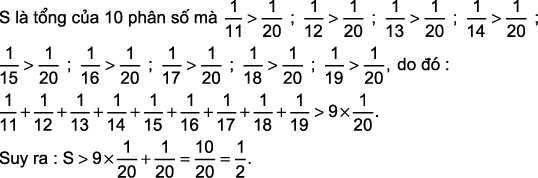 S là tổng của 10 phân số mà 1/11 > 1/20 ; 1/12 > 1/20 ; 1/13 > 1/20 ; 1/14 > 1/20 ;
1/15 > 1/20 ; 1/16 > 1/20 ; 1/17 > 1/20 ; 1/18 > 1/20 ; 1/19 > 1/20, do đó :
1/11 + 1/12 + 1/13 + 1/14 + 1/15 + 1/16 + 1/17 + 1/18 + 1/19 > 9 × 1/20.
Suy ra : S > 9 × 1/20 + 1/20 = 10/20 = 1/2.